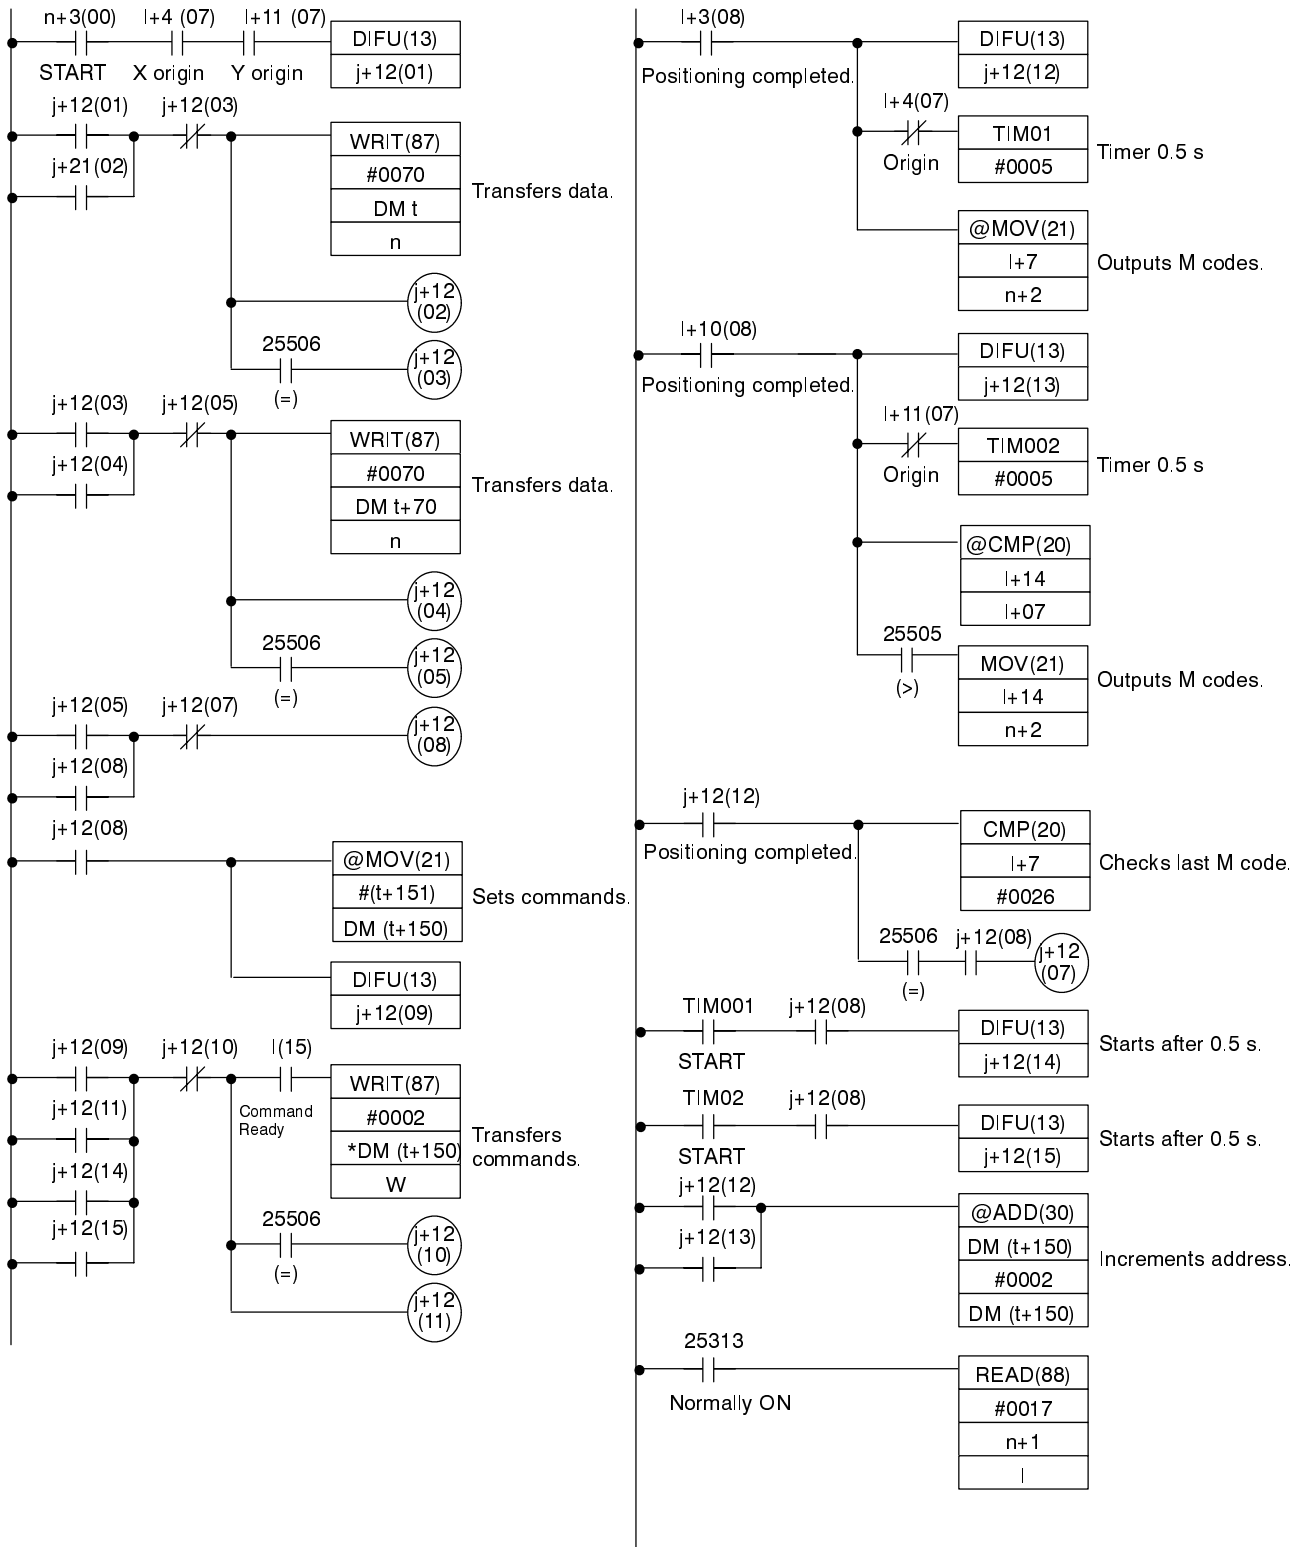 n+3(00) l+4 (07) l+11 (07)
DIFU(13)
START X origin Y origin
j+12(01)
j+12(01) j+12(03)
WRIT(87)
j+21(02)
#0070
Transfers data.
DM t
n
j+12
(02)
25506
j+12
(03)
(=)
j+12(03) j+12(05)
WRIT(87)
j+12(04)
#0070
Transfers data.
DM t+70
n
j+12
(04)
25506
j+12
(05)
(=)
j+12(05) j+12(07)
j+12
(08)
j+12(08)
j+12(08)
@MOV(21)
#(t+151)
Sets commands.
DM (t+150)
DIFU(13)
j+12(09)
j+12(09) j+12(10) l(15)
WRIT(87)
j+12(11)
Command
Ready
#0002
Transfers
commands.
*DM (t+150)
j+12(14)
W
j+12(15)
25506
j+12
(10)
(=)
j+12
(11)
l+3(08)
DIFU(13)
Positioning completed.
j+12(12)
l+4(07)
TIM01
Timer 0.5 s
Origin
#0005
@MOV(21)
l+7
Outputs M codes.
n+2
l+10(08)
DIFU(13)
Positioning completed.
j+12(13)
l+11(07)
TIM002
Timer 0.5 s
Origin
#0005
@CMP(20)
l+14
l+07
25505
MOV(21)
(>)
Outputs M codes.
l+14
n+2
j+12(12)
CMP(20)
Positioning completed.
l+7
Checks last M code.
#0026
25506 j+12(08)
j+12
(07)
(=)
TIM001 j+12(08)
DIFU(13)
Starts after 0.5 s.
START
j+12(14)
TIM02 j+12(08)
DIFU(13)
Starts after 0.5 s.
START
j+12(15)
j+12(12)
@ADD(30)
j+12(13)
DM (t+150)
Increments address.
#0002
DM (t+150)
25313
READ(88)
Normally ON
#0017
n+1
l